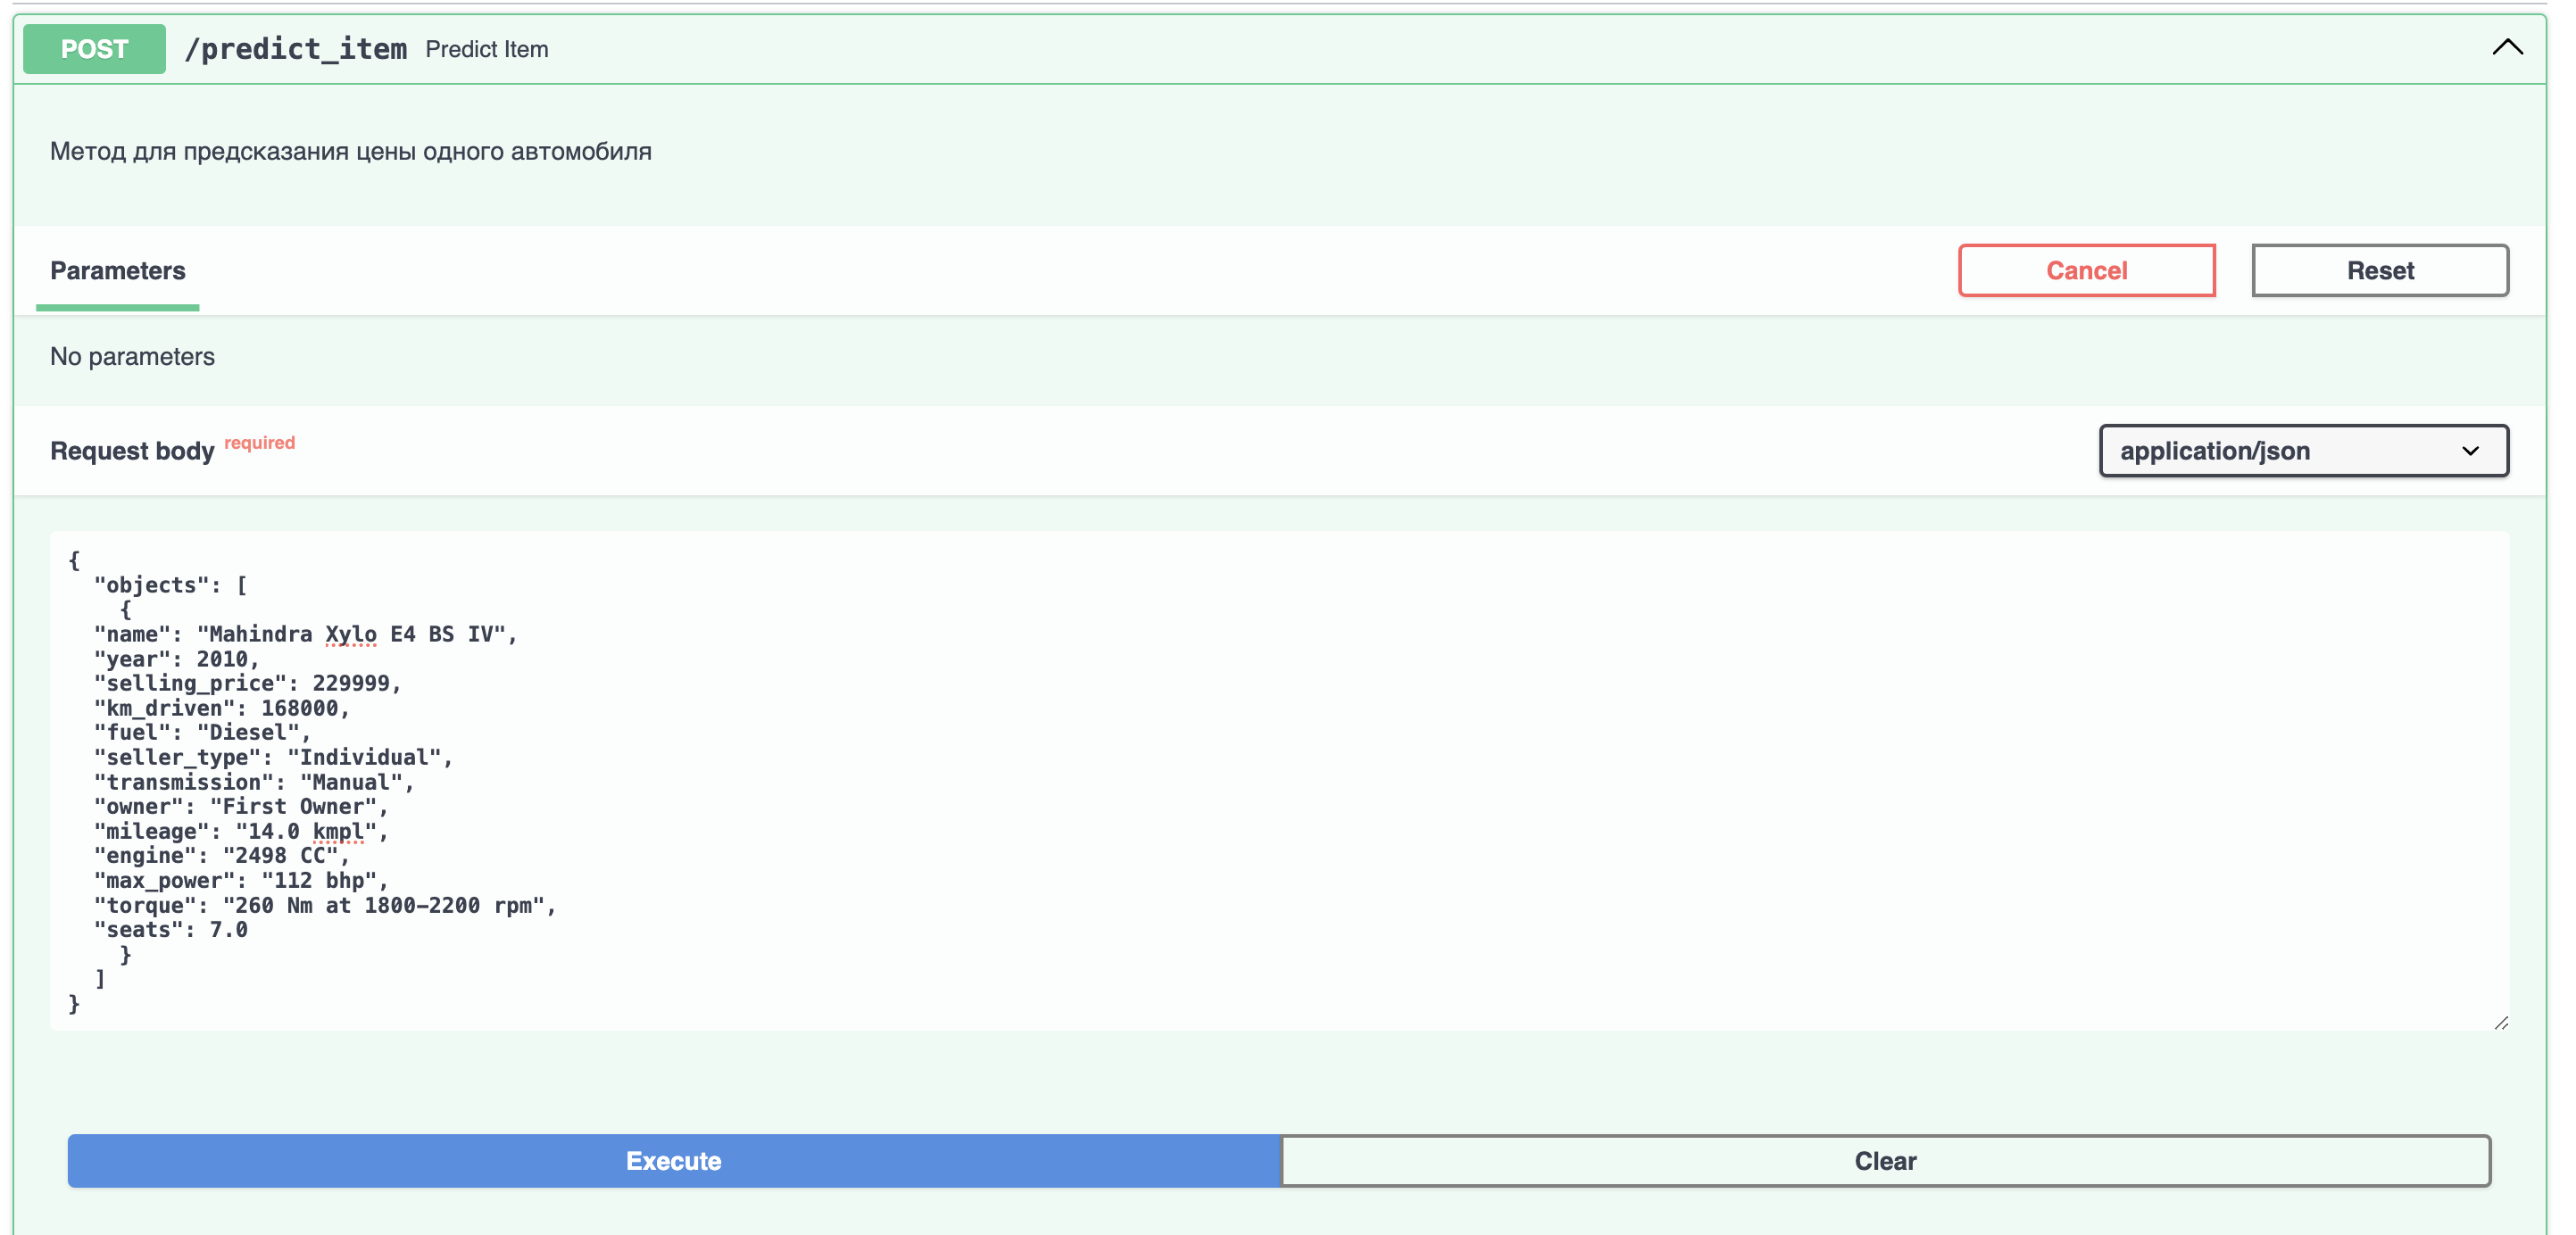 POST /predict_item Predict Item
Метод для предсказания цены одного автомобиля
Parameters
Cancel
Reset
No parameters
Request body required
application/json
{
  "objects": [
    {
  "name": "Mahindra Xylo E4 BS IV",
  "year": 2010,
  "selling_price": 229999,
  "km_driven": 168000,
  "fuel": "Diesel",
  "seller_type": "Individual",
  "transmission": "Manual",
  "owner": "First Owner",
  "mileage": "14.0 kmpl",
  "engine": "2498 CC",
  "max_power": "112 bhp",
  "torque": "260 Nm at 1800-2200 rpm",
  "seats": 7.0
    }
  ]
}
Execute
Clear